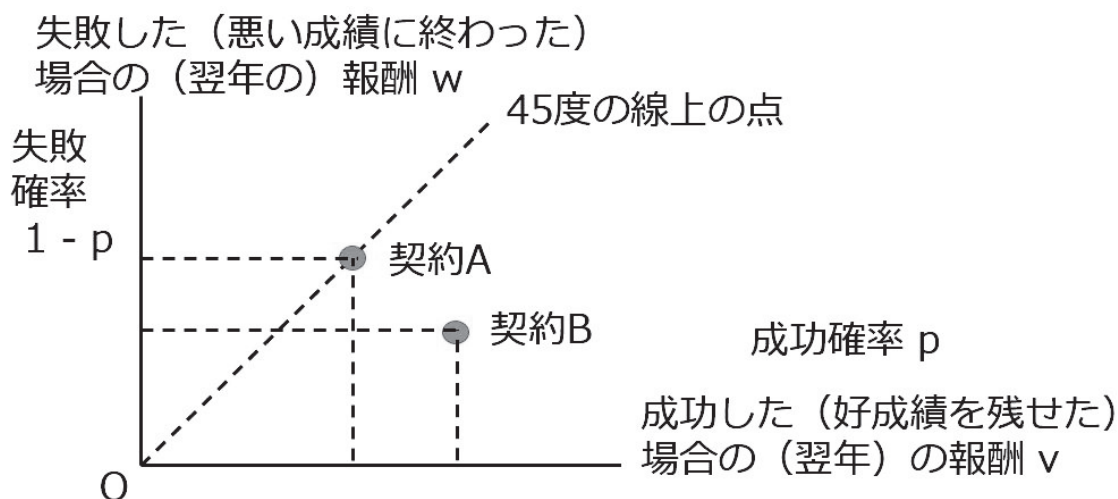 失敗した（悪い成績に終わった）
場合の（翌年の）報酬 w
45度の線上の点
失敗
確率
1 - p
契約A
契約B
成功確率 p
成功した（好成績を残せた）
場合の（翌年）の報酬 v
O